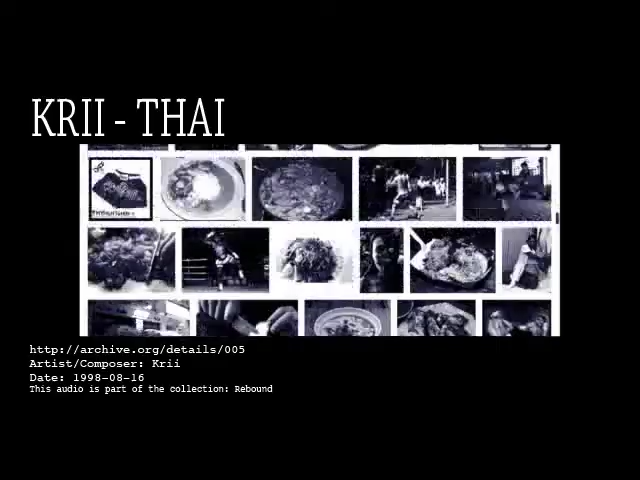 KRII - THAI
http://archive.org/details/005
Artist/Composer: Krii
Date: 1998-08-16
This audio is part of the collection: Rebound